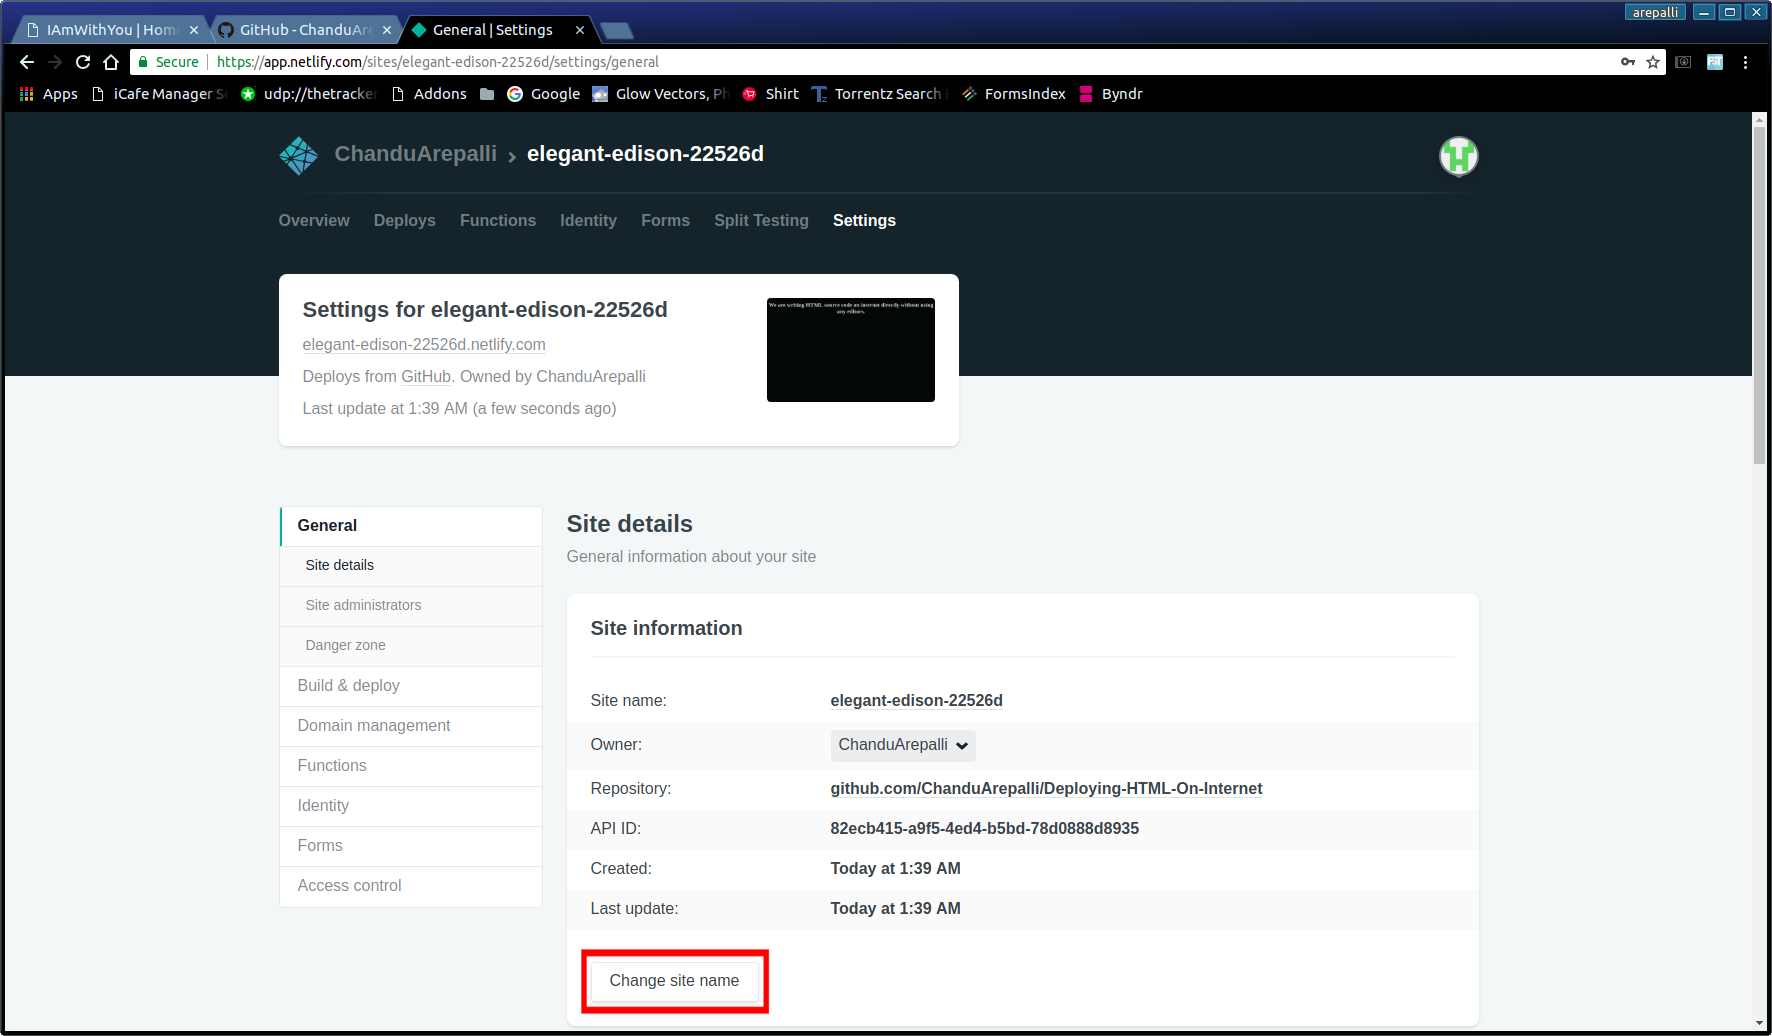 arepalli
IAmWithYou | Hom
GitHub - ChanduAre
General | Settings
Secure
https://app.netlify.com/sites/elegant-edison-22526d/settings/general
Apps
iCafe Manager S
udp://thetracker
Addons
Google
Glow Vectors, Ph
Shirt
Torrentz Search
FormsIndex
Byndr
ChanduArepalli › elegant-edison-22526d
Overview Deploys Functions Identity Forms Split Testing Settings
Settings for elegant-edison-22526d
elegant-edison-22526d.netlify.com
Deploys from GitHub. Owned by ChanduArepalli
Last update at 1:39 AM (a few seconds ago)
We are writing HTML source code on internet directly without using
any editors.
General
Site details
Site administrators
Danger zone
Build & deploy
Domain management
Functions
Identity
Forms
Access control
Site details
General information about your site
Site information
Site name: elegant-edison-22526d
Owner: ChanduArepalli
Repository: github.com/ChanduArepalli/Deploying-HTML-On-Internet
API ID: 82ecb415-a9f5-4ed4-b5bd-78d0888d8935
Created: Today at 1:39 AM
Last update: Today at 1:39 AM
Change site name